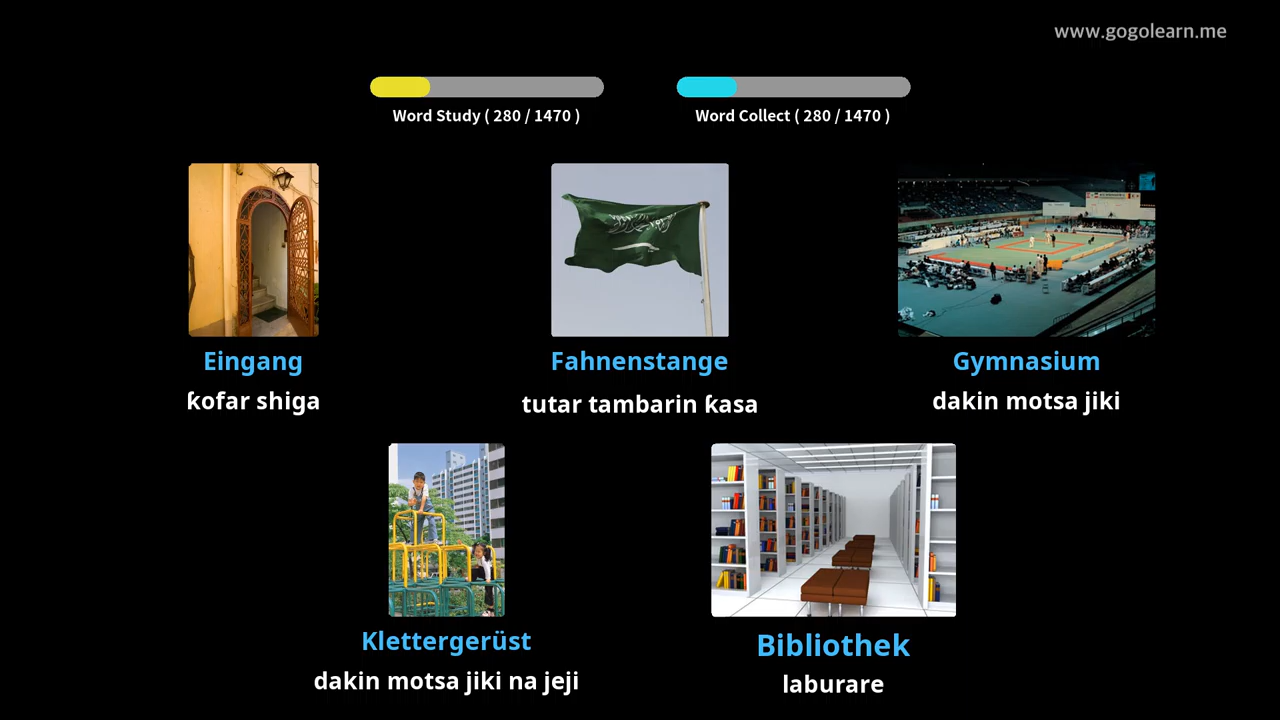 www.gogolearn.me
Word Study ( 280 / 1470 )
Word Collect ( 280 / 1470 )
Eingang
ƙofar shiga
Fahnenstange
tutar tambarin ƙasa
Gymnasium
dakin motsa jiki
Klettergerüst
dakin motsa jiki na jeji
Bibliothek
laburare